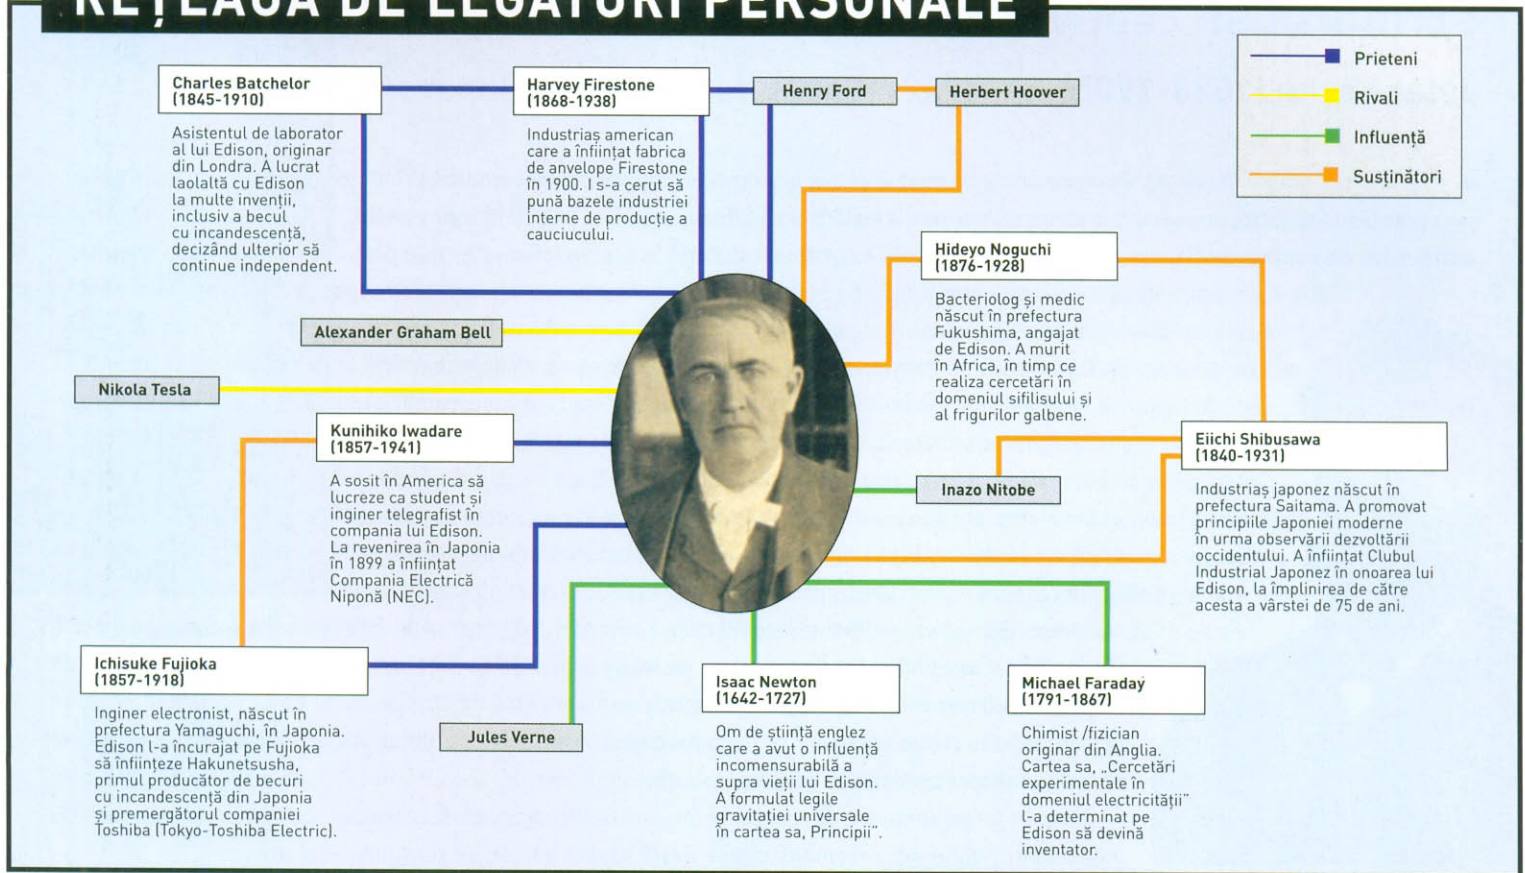 REȚEAUA DE LEGĂTURI PERSONALE
Prieteni
Rivali
Influență
Susținători
Charles Batchelor
(1845-1910)
Asistentul de laborator
al lui Edison, originar
din Londra. A lucrat
laolaltă cu Edison
la multe invenții,
inclusiv a becul
cu incandescență,
decizând ulterior să
continue independent.
Harvey Firestone
(1868-1938)
Industriaș american
care a înființat fabrica
de anvelope Firestone
în 1900. I s-a cerut să
pună bazele industriei
interne de producție a
cauciucului.
Henry Ford
Herbert Hoover
Hideyo Noguchi
(1876-1928)
Bacteriolog și medic
născut în prefectura
Fukushima, angajat
de Edison. A murit
în Africa, în timp ce
realiza cercetări în
domeniul sifilisului și
al frigurilor galbene.
Alexander Graham Bell
Nikola Tesla
Kunihiko Iwadare
(1857-1941)
A sosit în America să
lucreze ca student și
inginer telegrafist în
compania lui Edison.
La revenirea în Japonia
în 1899 a înființat
Compania Electrică
Niponă (NEC).
Eiichi Shibusawa
(1840-1931)
Industriaș japonez născut în
prefectura Saitama. A promovat
principiile Japoniei moderne
în urma observării dezvoltării
occidentului. A înființat Clubul
Industrial Japonez în onoarea lui
Edison, la împlinirea de către
acesta a vârstei de 75 de ani.
Inazo Nitobe
Ichisuke Fujioka
(1857-1918)
Inginer electronist, născut în
prefectura Yamaguchi, în Japonia.
Edison l-a încurajat pe Fujioka
să înființeze Hakunetsusha,
primul producător de becuri
cu incandescență din Japonia
și premergătorul companiei
Toshiba (Tokyo-Toshiba Electric).
Jules Verne
Isaac Newton
(1642-1727)
Om de știință englez
care a avut o influență
incomensurabilă a
supra vieții lui Edison.
A formulat legile
gravitației universale
în cartea sa, Principii”.
Michael Faraday
(1791-1867)
Chimist /fizician
originar din Anglia.
Cartea sa, „Cercetări
experimentale în
domeniul electricității”
l-a determinat pe
Edison să devină
inventator.